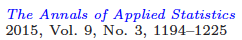 The Annals of Applied Statistics
2015, Vol. 9, No. 3, 1194–1225